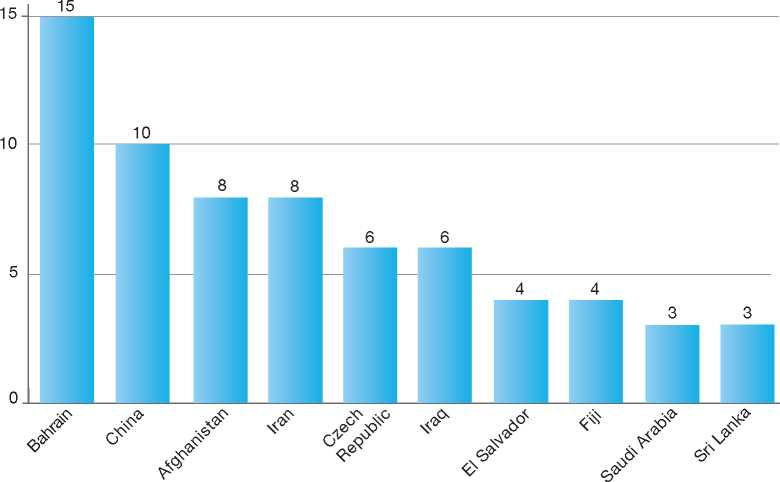 15
10
5
0
15
10
8
8
6
6
4
4
3
3
Bahrain
China
Afghanistan
Iran
Czech
Republic
Iraq
El Salvador
Fiji
Saudi Arabia
Sri Lanka